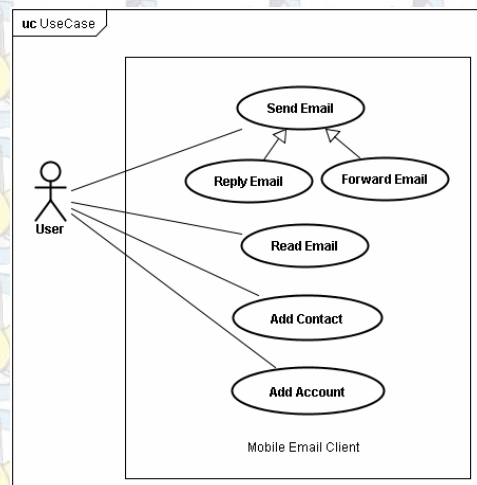 uc UseCase
Send Email
Reply Email
Forward Email
User
Read Email
Add Contact
Add Account
Mobile Email Client